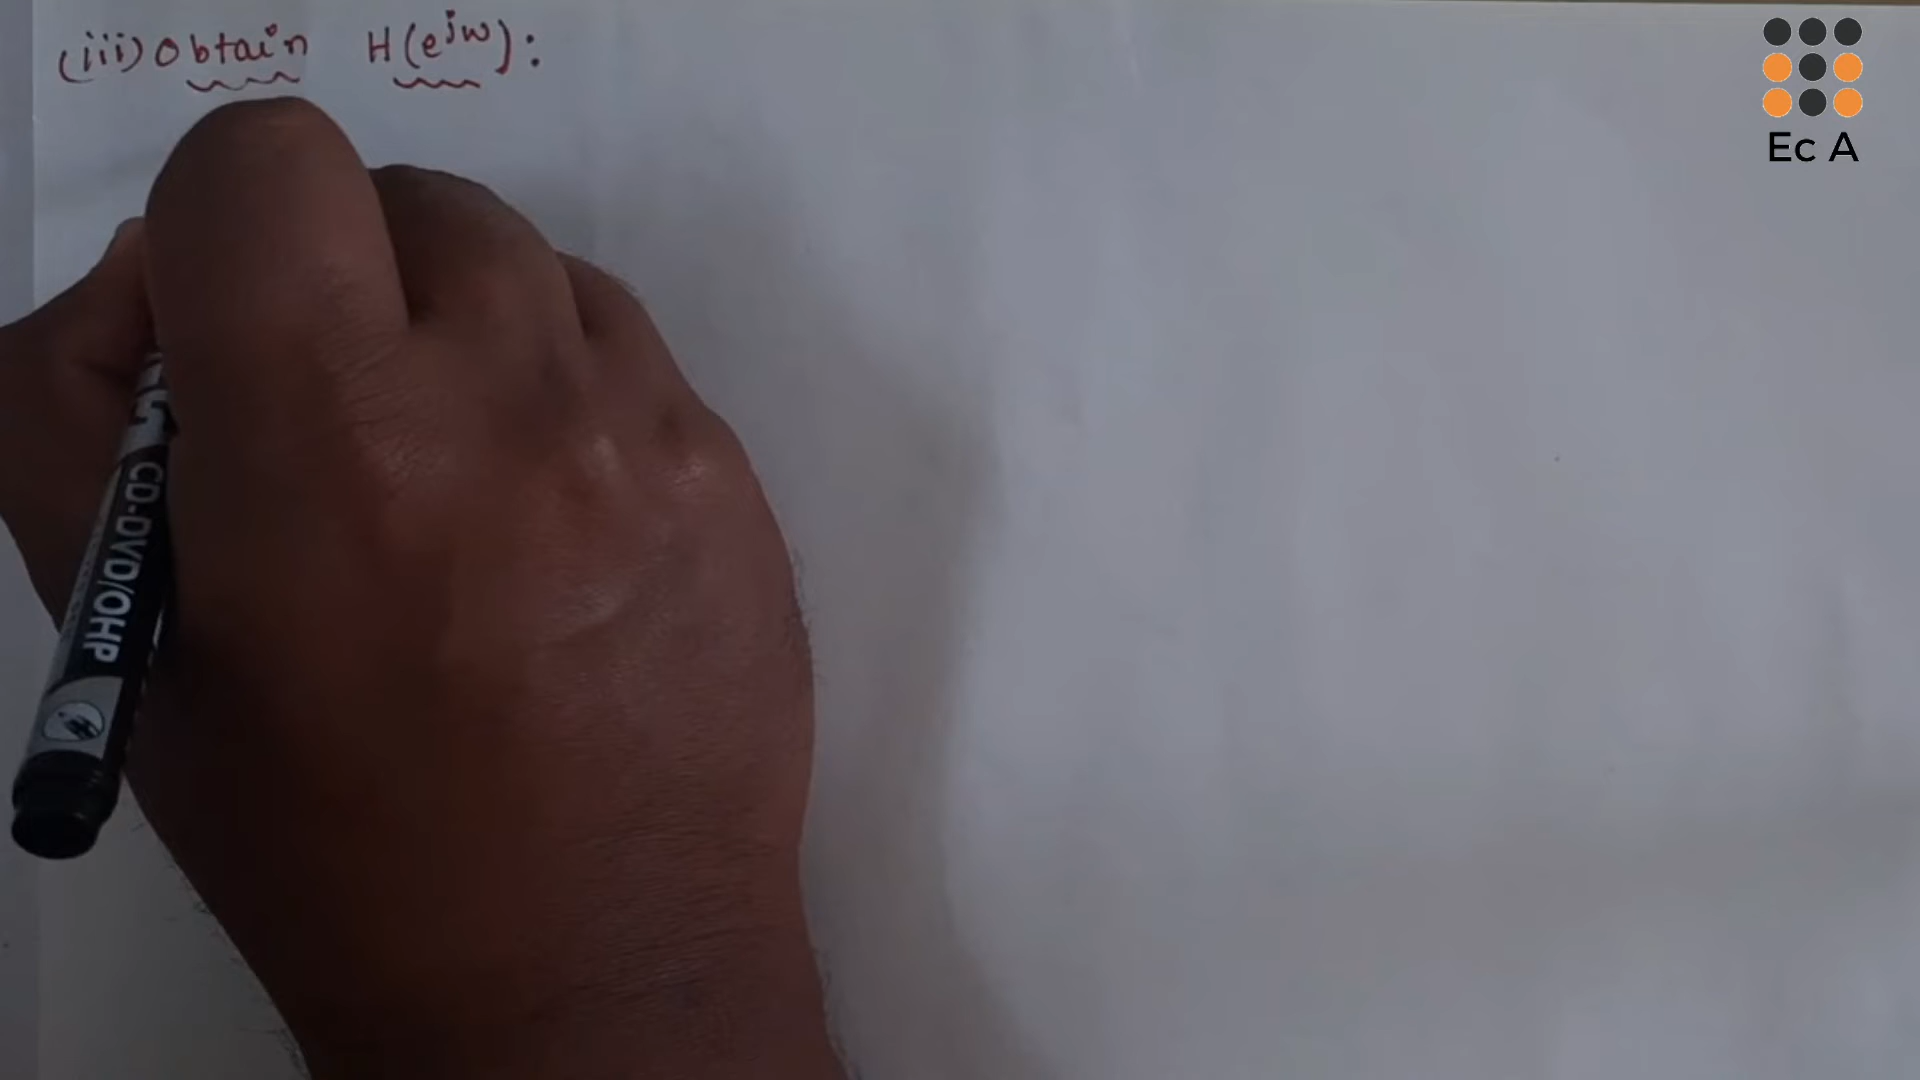 (iii) Obtain H(e^jw):
Ec A
CD-DVD/OHP